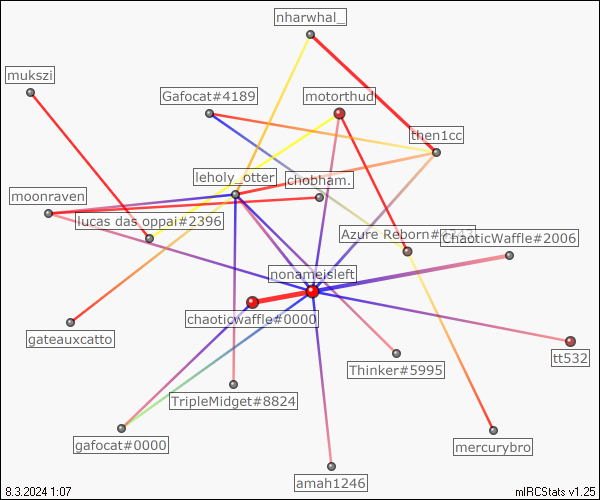 nharwhal_
mukszi
Gafocat#4189
motorthud
then1cc
leholy_otter
chobham.
moonraven
lucas das oppai#2396
Azure Reborn#
ChaoticWaffle#2006
nonameisleft
chaoticwaffle#0000
gateauxcatto
Thinker#5995
tt532
TripleMidget#8824
gafocat#0000
mercurybro
amah1246
8.3.2024 1:07
mIRCStats v1.25